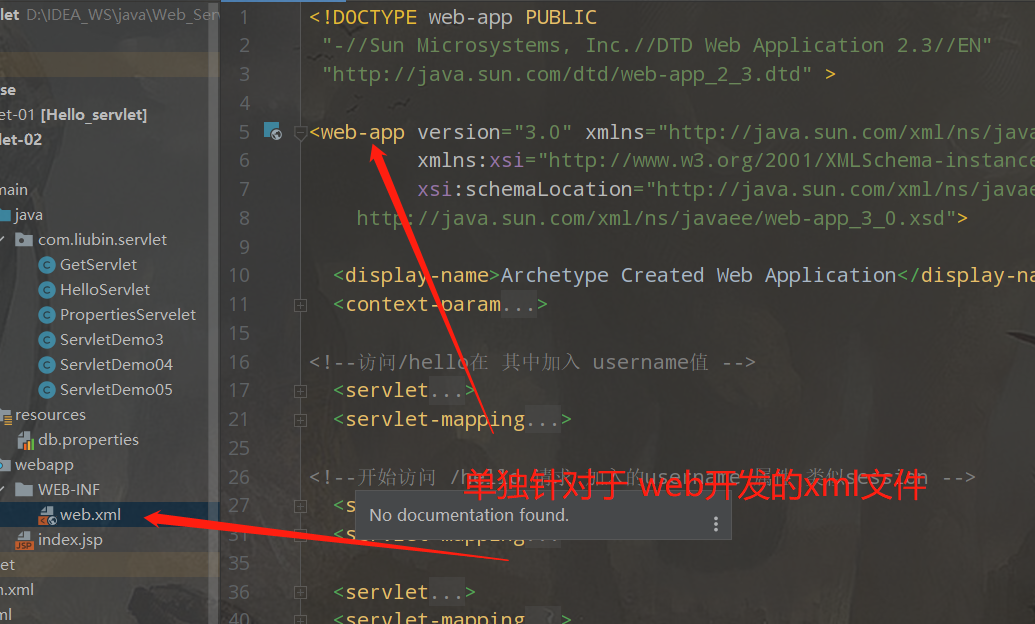 let D:\IDEA_WS\java\Web_Ser
se
et-01 [Hello_servlet]
let-02
main
java
com.liubin.servlet
GetServlet
HelloServlet
PropertiesServelet
ServletDemo3
ServletDemo04
ServletDemo05
resources
db.properties
webapp
WEB-INF
web.xml
index.jsp
et
n.xml
ml
1 <!DOCTYPE web-app PUBLIC
2 "-//Sun Microsystems, Inc.//DTD Web Application 2.3//EN"
3 "http://java.sun.com/dtd/web-app_2_3.dtd" >
4
5 <web-app version="3.0" xmlns="http://java.sun.com/xml/ns/java
6 xmlns:xsi="http://www.w3.org/2001/XMLSchema-instance
7 xsi:schemaLocation="http://java.sun.com/xml/ns/javae
8 http://java.sun.com/xml/ns/javaee/web-app_3_0.xsd">
9
10 <display-name>Archetype Created Web Application</display-na
11 <context-param...>
15
16 <!--访问/hello在 其中加入 username值 -->
17 <servlet...>
21 <servlet-mapping...>
25
26 <!--开始访问 /hello 请求 加入的username 属性 类似session -->
单独针对于 web开发的xml文件
27 <s
No documentation found.
31 <servlet-mapping...
35
36 <servlet...>
40 <servlet-mapping...>